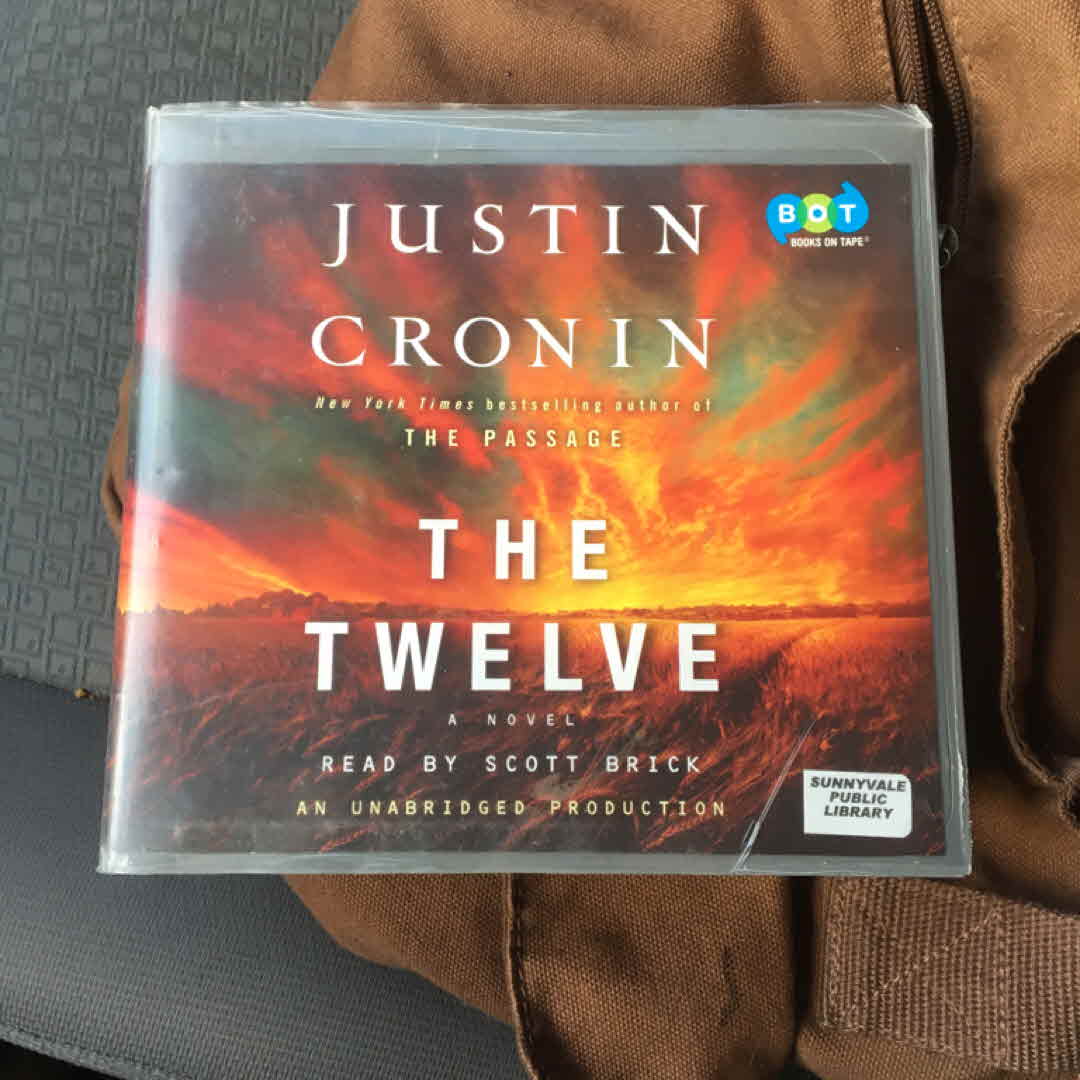 JUSTIN
CRONIN
BOT
BOOKS ON TAPE®
New York Times bestselling author of
THE PASSAGE
THE
TWELVE
A NOVEL
READ BY SCOTT BRICK
AN UNABRIDGED PRODUCTION
SUNNYVALE
PUBLIC
LIBRARY